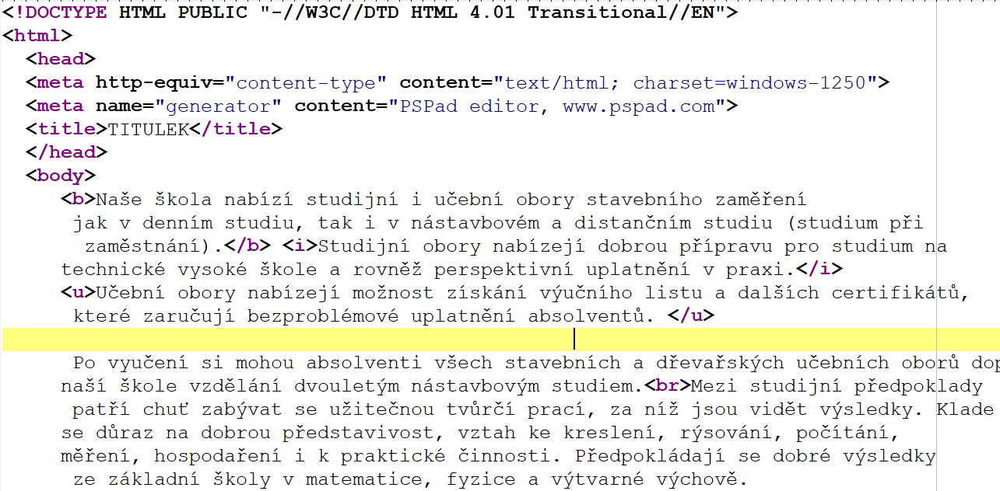 <!DOCTYPE HTML PUBLIC "-//W3C//DTD HTML 4.01 Transitional//EN">
<html>
<head>
<meta http-equiv="content-type" content="text/html; charset=windows-1250">
<meta name="generator" content="PSPad editor, www.pspad.com">
<title>TITULEK</title>
</head>
<body>
<b>Naše škola nabízí studijní i učební obory stavebního zaměření
jak v denním studiu, tak i v nástavbovém a distančním studiu (studium při
zaměstnání).</b> <i>Studijní obory nabízejí dobrou přípravu pro studium na
technické vysoké škole a rovněž perspektivní uplatnění v praxi.</i>
<u>Učební obory nabízejí možnost získání výučního listu a dalších certifikátů,
které zaručují bezproblémové uplatnění absolventů. </u>
Po vyučení si mohou absolventi všech stavebních a dřevařských učebních oborů
naší škole vzdělání dvouletým nástavbovým studiem.<br>Mezi studijní předpoklady
patří chuť zabývat se užitečnou tvůrčí prací, za níž jsou vidět výsledky. Klade
se důraz na dobrou představivost, vztah ke kreslení, rýsování, počítání,
měření, hospodaření i k praktické činnosti. Předpokládají se dobré výsledky
ze základní školy v matematice, fyzice a výtvarné výchově.